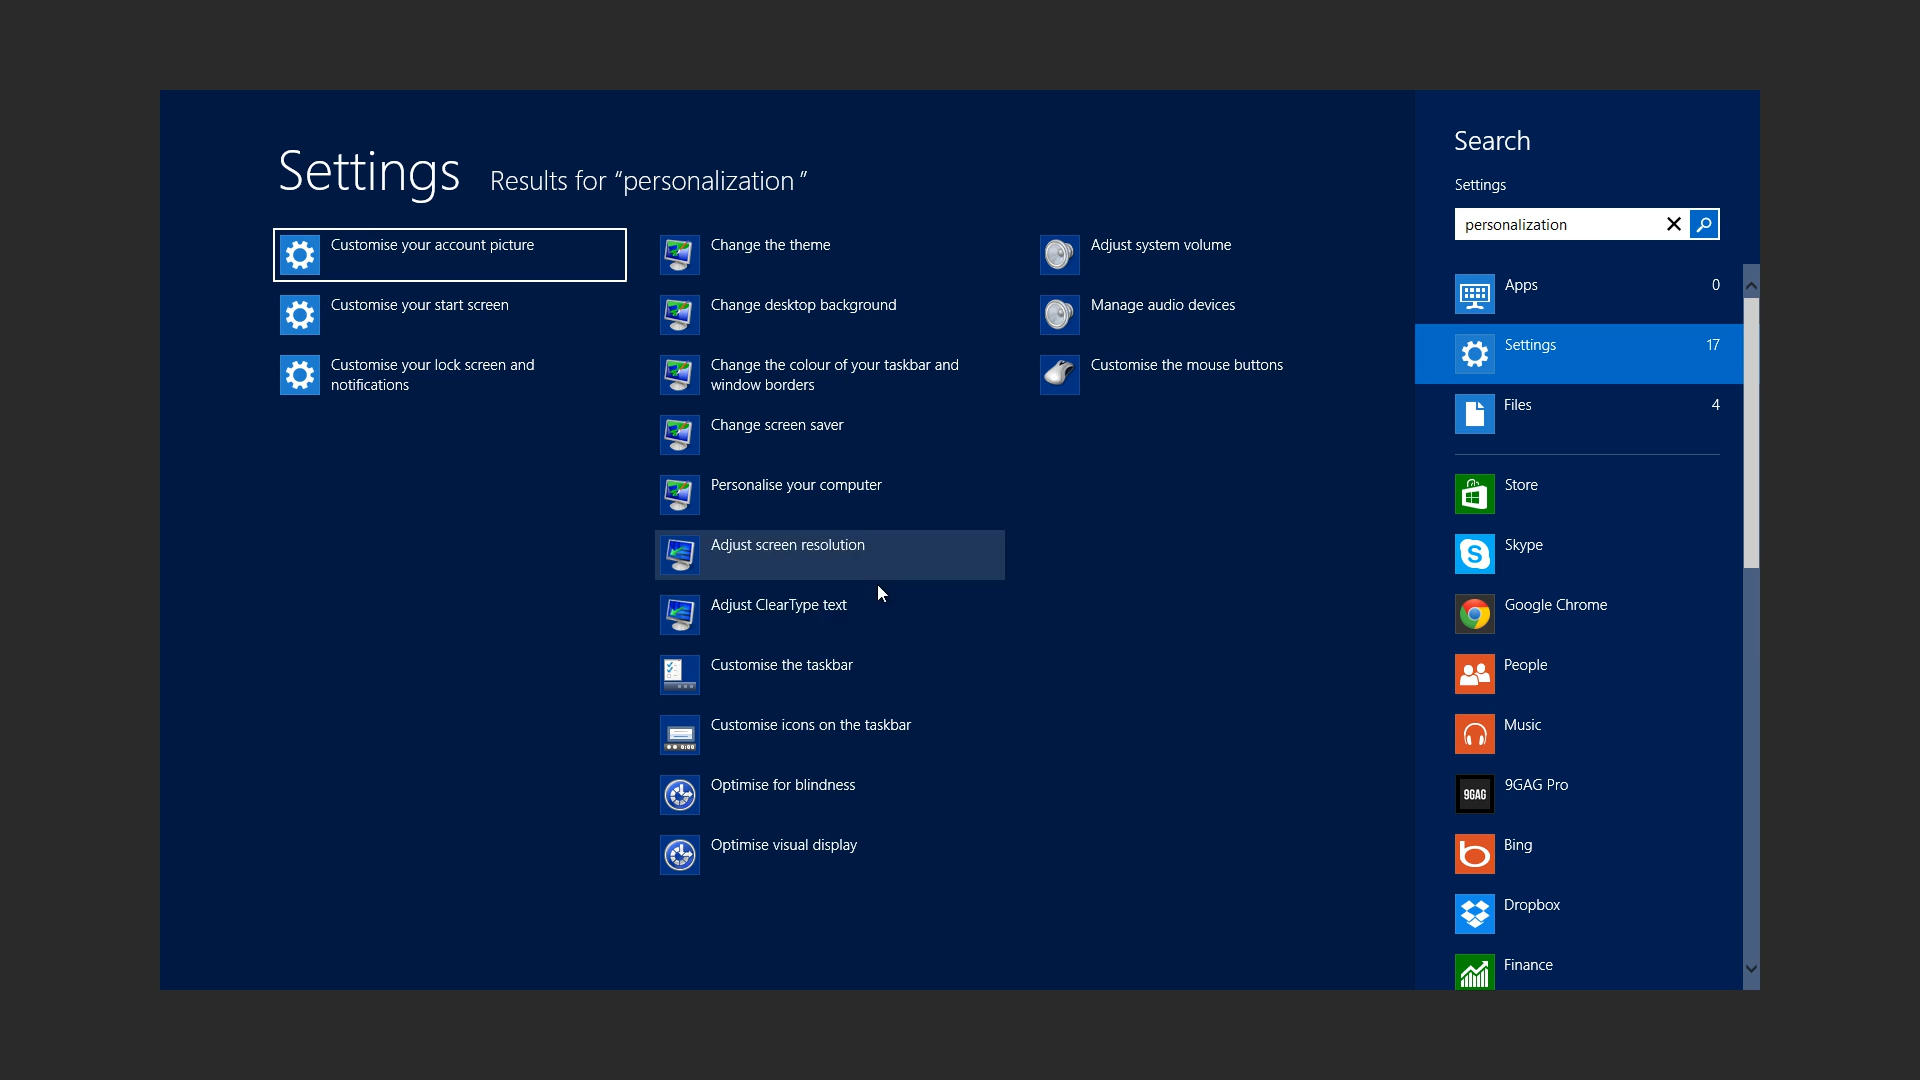 Settings Results for “personalization ”
Customise your account picture
Customise your start screen
Customise your lock screen and
notifications
Change the theme
Change desktop background
Change the colour of your taskbar and
window borders
Change screen saver
Personalise your computer
Adjust screen resolution
Adjust ClearType text
Customise the taskbar
Customise icons on the taskbar
Optimise for blindness
Optimise visual display
Adjust system volume
Manage audio devices
Customise the mouse buttons
Search
Settings
personalization
Apps 0
Settings 17
Files 4
Store
Skype
Google Chrome
People
Music
9GAG 9GAG Pro
Bing
Dropbox
Finance